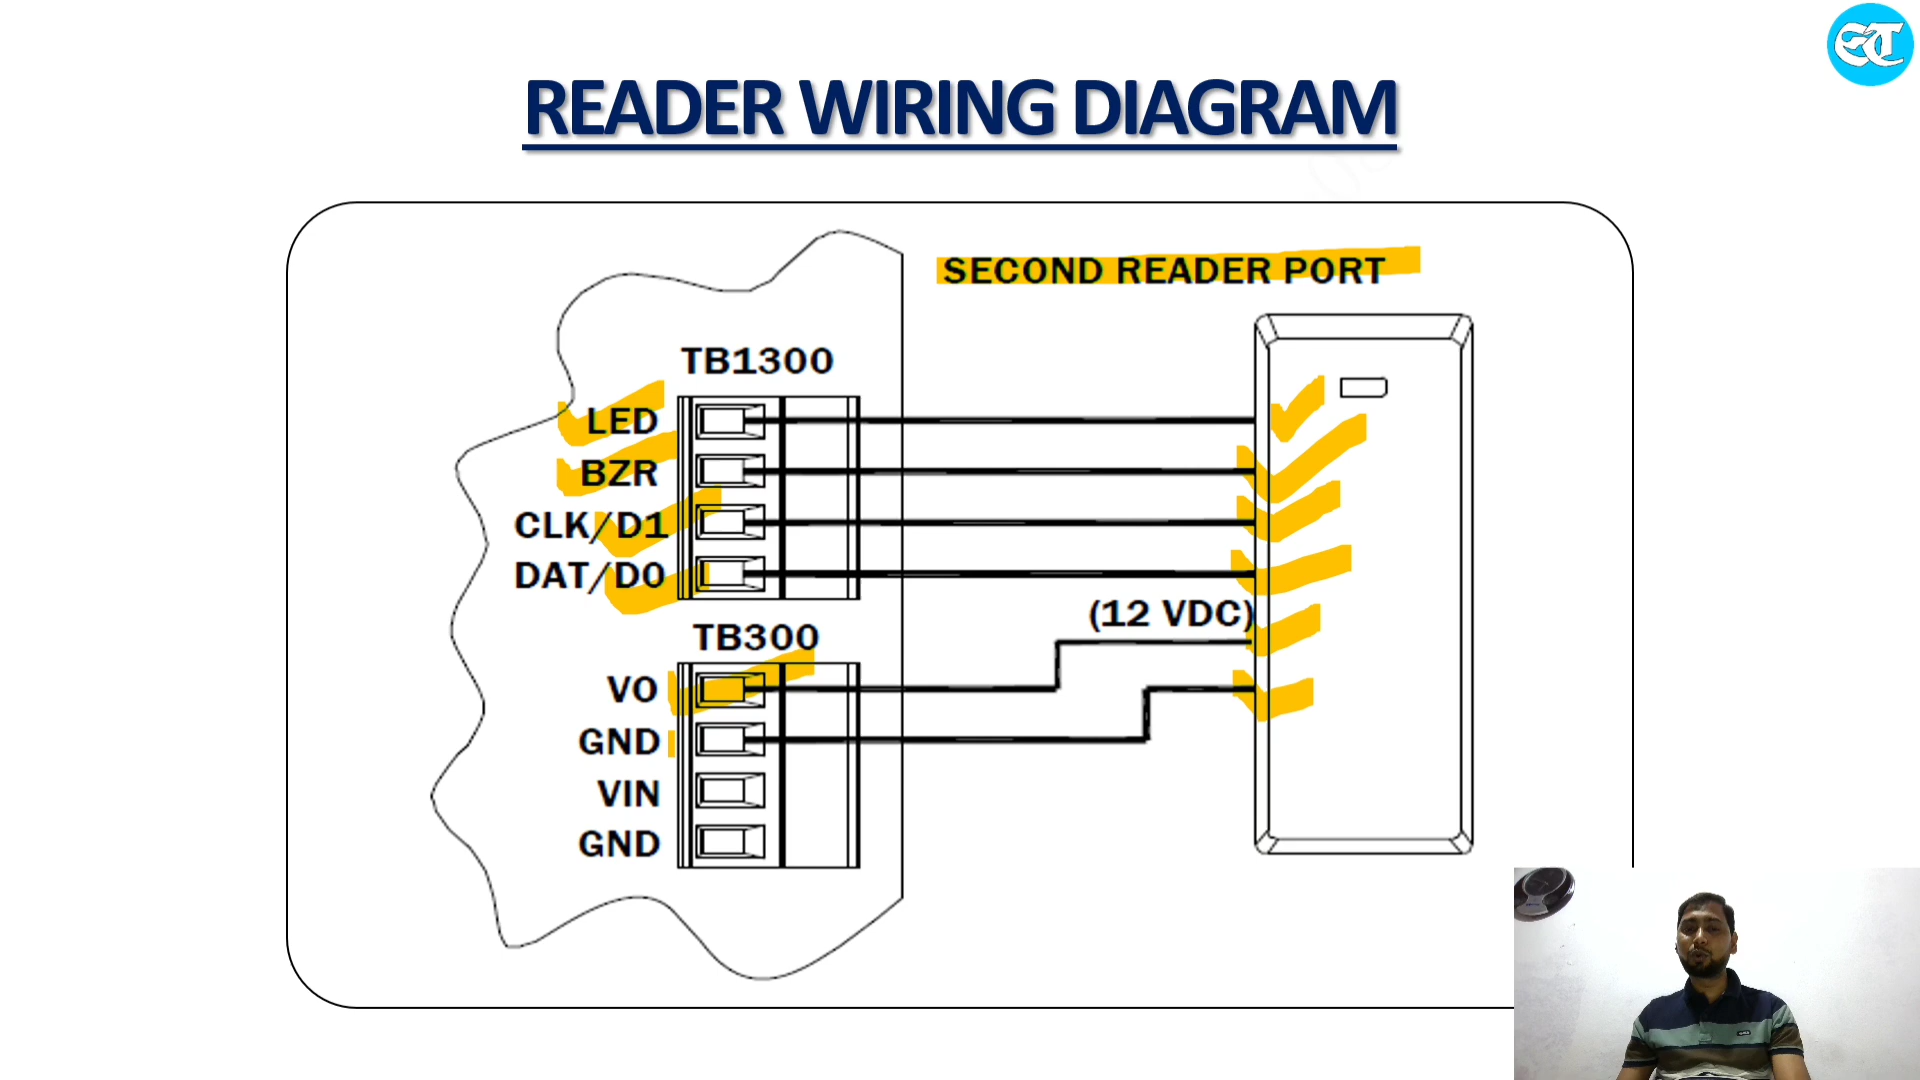 ET
READER WIRING DIAGRAM
SECOND READER PORT
TB1300
LED
BZR
CLK/D1
DAT/D0
(12 VDC)
TB300
VO
GND
VIN
GND